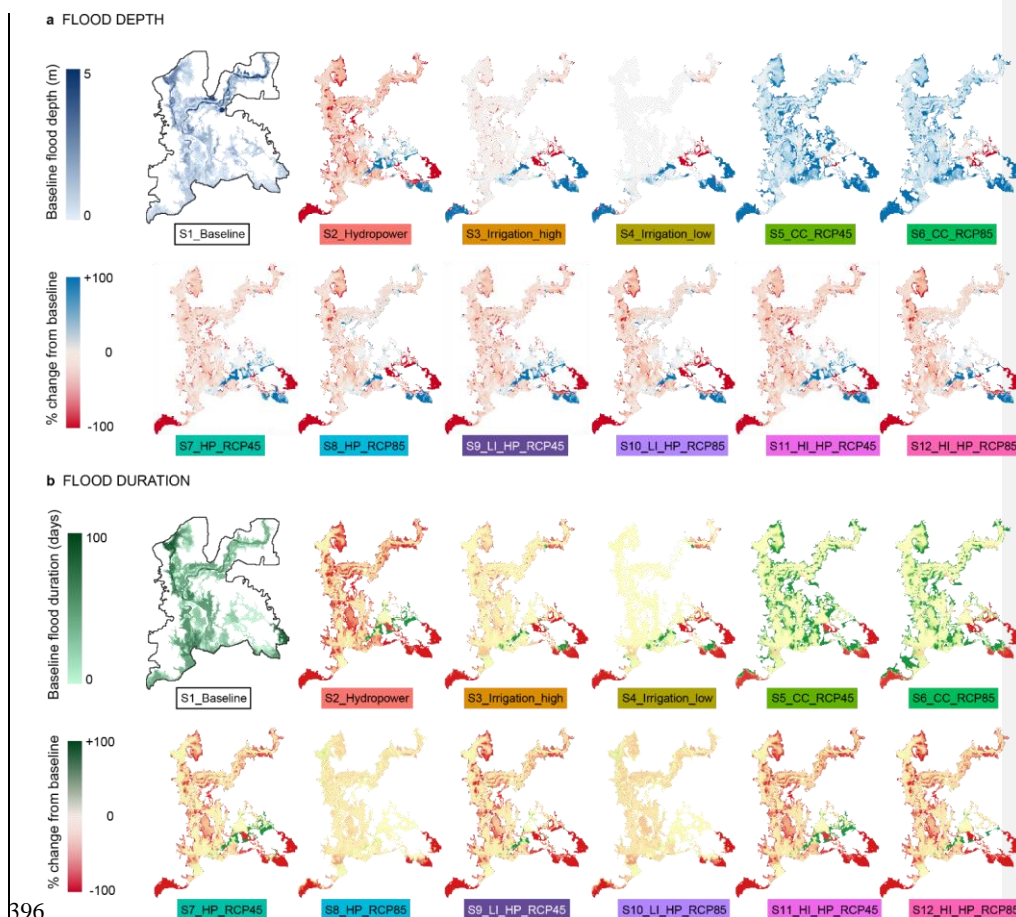 a FLOOD DEPTH
Baseline flood depth (m)
5
0
S1_Baseline
S2_Hydropower
S3_Irrigation_high
S4_Irrigation_low
S5_CC_RCP45
S6_CC_RCP85
% change from baseline
+100
0
-100
S7_HP_RCP45
S8_HP_RCP85
S9_LI_HP_RCP45
S10_LI_HP_RCP85
S11_HI_HP_RCP45
S12_HI_HP_RCP85
b FLOOD DURATION
Baseline flood duration (days)
100
0
S1_Baseline
S2_Hydropower
S3_Irrigation_high
S4_Irrigation_low
S5_CC_RCP45
S6_CC_RCP85
% change from baseline
+100
0
-100
S7_HP_RCP45
S8_HP_RCP85
S9_LI_HP_RCP45
S10_LI_HP_RCP85
S11_HI_HP_RCP45
S12_HI_HP_RCP85
396